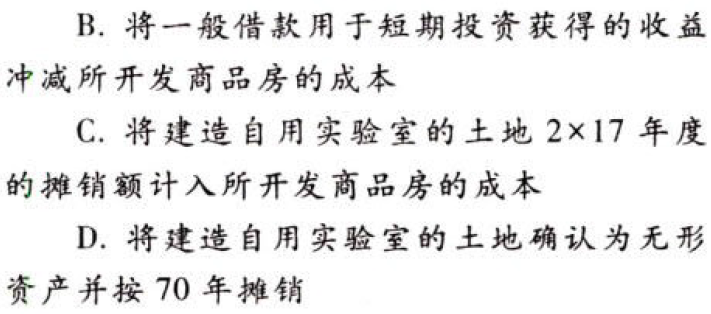 B. 将一般借款用于短期投资获得的收益
冲减所开发商品房的成本
C. 将建造自用实验室的土地 2×17 年度
的摊销额计入所开发商品房的成本
D. 将建造自用实验室的土地确认为无形
资产并按 70 年摊销